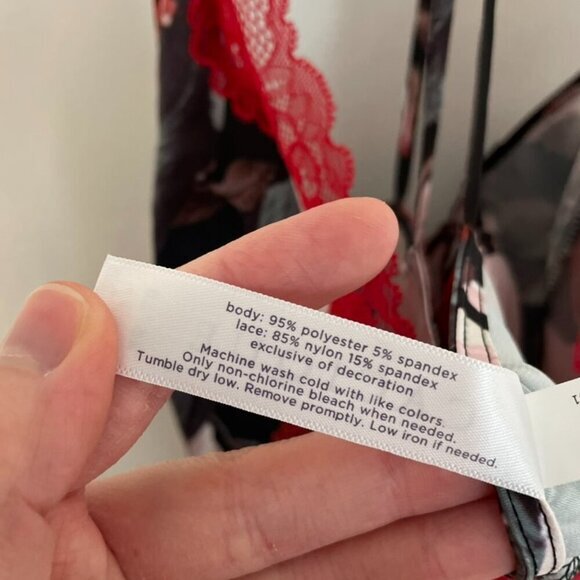 body: 95% polyester 5% spandex
lace: 85% nylon 15% spandex
exclusive of decoration
Machine wash cold with like colors.
Only non-chlorine bleach when needed.
Tumble dry low. Remove promptly. Low iron if needed.